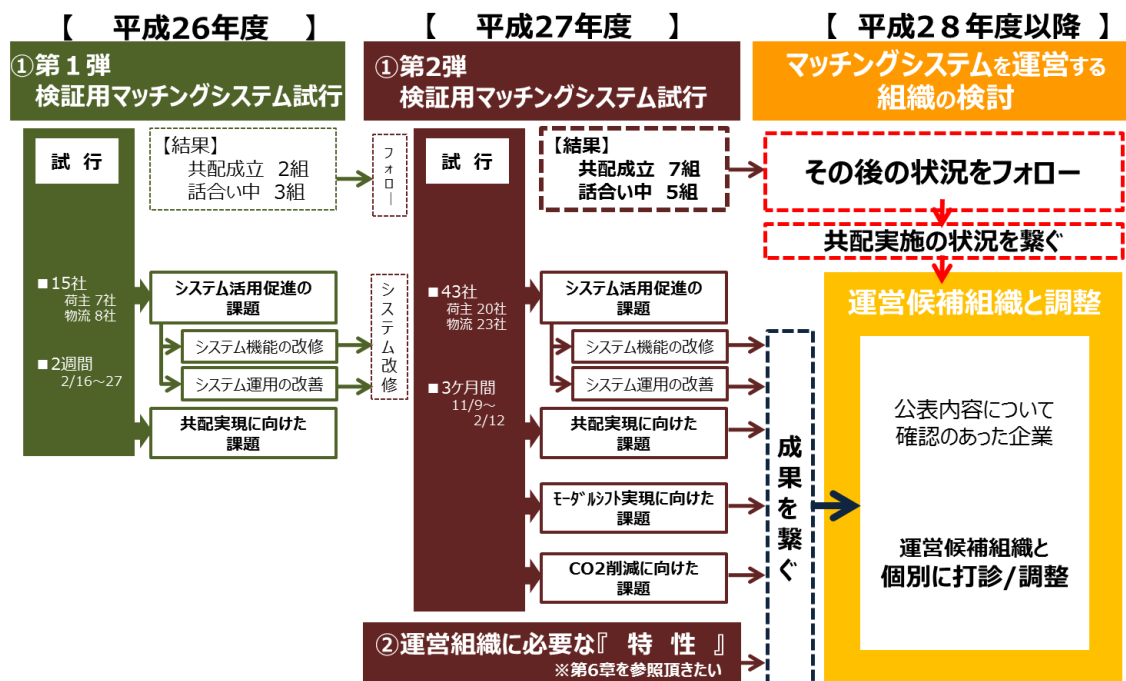 【 平成26年度 】
①第１弾
検証用マッチングシステム試行
試 行
【結果】
共配成立 2組
話合い中 3組
フォロー
■15社
荷主 7社
物流 8社
■2週間
2/16～27
システム活用促進の
課題
システム機能の改修
システム運用の改善
共配実現に向けた
課題
システム改修
【 平成27年度 】
①第2弾
検証用マッチングシステム試行
試 行
【結果】
共配成立 7組
話合い中 5組
■43社
荷主 20社
物流 23社
■3ケ月間
11/9～
2/12
システム活用促進の
課題
システム機能の改修
システム運用の改善
共配実現に向けた
課題
ﾓｰﾀﾞﾙｼﾌﾄ実現に向けた
課題
CO2削減に向けた
課題
②運営組織に必要な『 特 性 』
※第6章を参照頂きたい
成果を繋ぐ
【 平成２８年度以降 】
マッチングシステムを運営する
組織の検討
その後の状況をフォロー
共配実施の状況を繋ぐ
運営候補組織と調整
公表内容について
確認のあった企業
運営候補組織と
個別に打診/調整